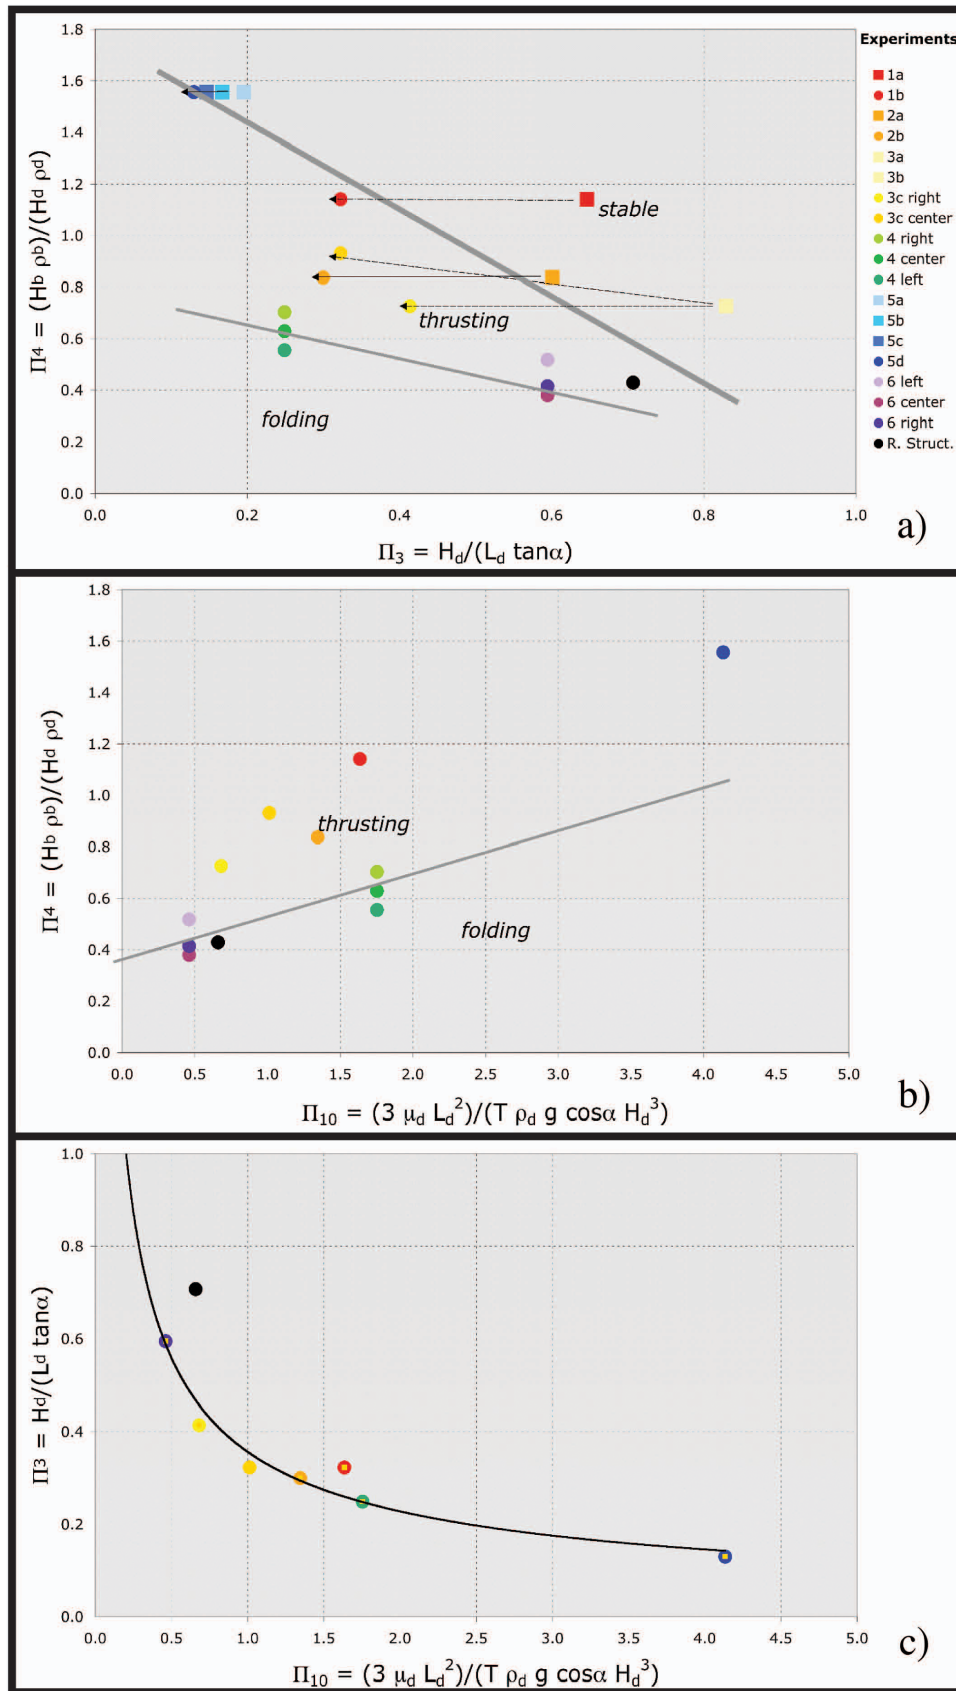 1.8
1.6
1.4
1.2
1.0
0.8
0.6
0.4
0.2
0.0
Π4 = (Hb ρb)/(Hd ρd)
stable
thrusting
folding
0.0 0.2 0.4 0.6 0.8 1.0
Π3 = Hd/(Ld tanα)
Experiments
1a
1b
2a
2b
3a
3b
3c right
3c center
4 right
4 center
4 left
5a
5b
5c
5d
6 left
6 center
6 right
R. Struct.
a)
1.8
1.6
1.4
1.2
1.0
0.8
0.6
0.4
0.2
0.0
Π4 = (Hb ρb)/(Hd ρd)
thrusting
folding
0.0 0.5 1.0 1.5 2.0 2.5 3.0 3.5 4.0 4.5 5.0
Π10 = (3 μd Ld²)/(T ρd g cosα Hd³)
b)
1.0
0.8
0.6
0.4
0.2
0.0
Π3 = Hd/(Ld tanα)
0.0 0.5 1.0 1.5 2.0 2.5 3.0 3.5 4.0 4.5 5.0
Π10 = (3 μd Ld²)/(T ρd g cosα Hd³)
c)